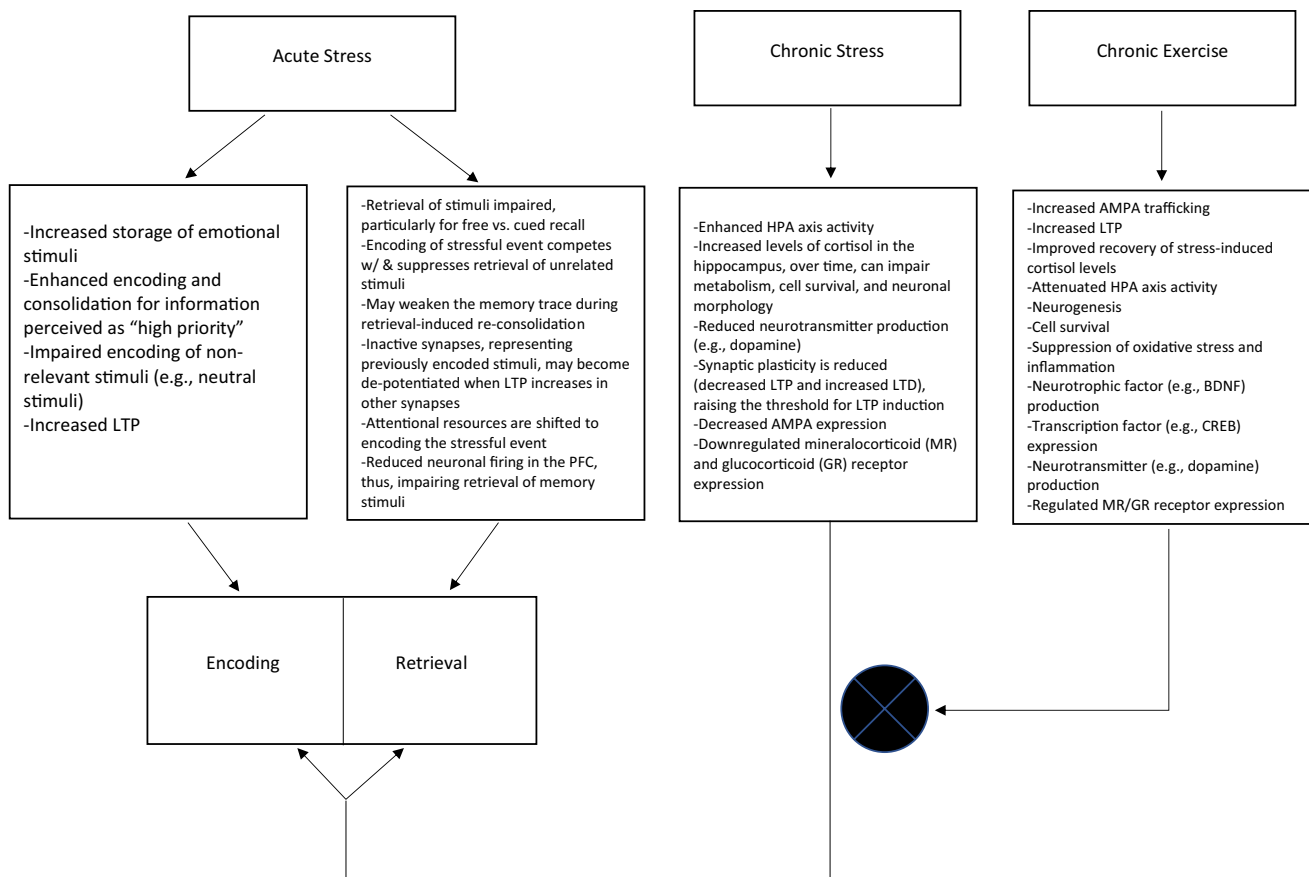 Acute Stress
Chronic Stress
Chronic Exercise
-Increased storage of emotional
stimuli
-Enhanced encoding and
consolidation for information
perceived as “high priority”
-Impaired encoding of non-
relevant stimuli (e.g., neutral
stimuli)
-Increased LTP
-Retrieval of stimuli impaired,
particularly for free vs. cued recall
-Encoding of stressful event competes
w/ & suppresses retrieval of unrelated
stimuli
-May weaken the memory trace during
retrieval-induced re-consolidation
-Inactive synapses, representing
previously encoded stimuli, may become
de-potentiated when LTP increases in
other synapses
-Attentional resources are shifted to
encoding the stressful event
-Reduced neuronal firing in the PFC,
thus, impairing retrieval of memory
stimuli
-Enhanced HPA axis activity
-Increased levels of cortisol in the
hippocampus, over time, can impair
metabolism, cell survival, and neuronal
morphology
-Reduced neurotransmitter production
(e.g., dopamine)
-Synaptic plasticity is reduced
(decreased LTP and increased LTD),
raising the threshold for LTP induction
-Decreased AMPA expression
-Downregulated mineralocorticoid (MR)
and glucocorticoid (GR) receptor
expression
-Increased AMPA trafficking
-Increased LTP
-Improved recovery of stress-induced
cortisol levels
-Attenuated HPA axis activity
-Neurogenesis
-Cell survival
-Suppression of oxidative stress and
inflammation
-Neurotrophic factor (e.g., BDNF)
production
-Transcription factor (e.g., CREB)
expression
-Neurotransmitter (e.g., dopamine)
production
-Regulated MR/GR receptor expression
Encoding
Retrieval